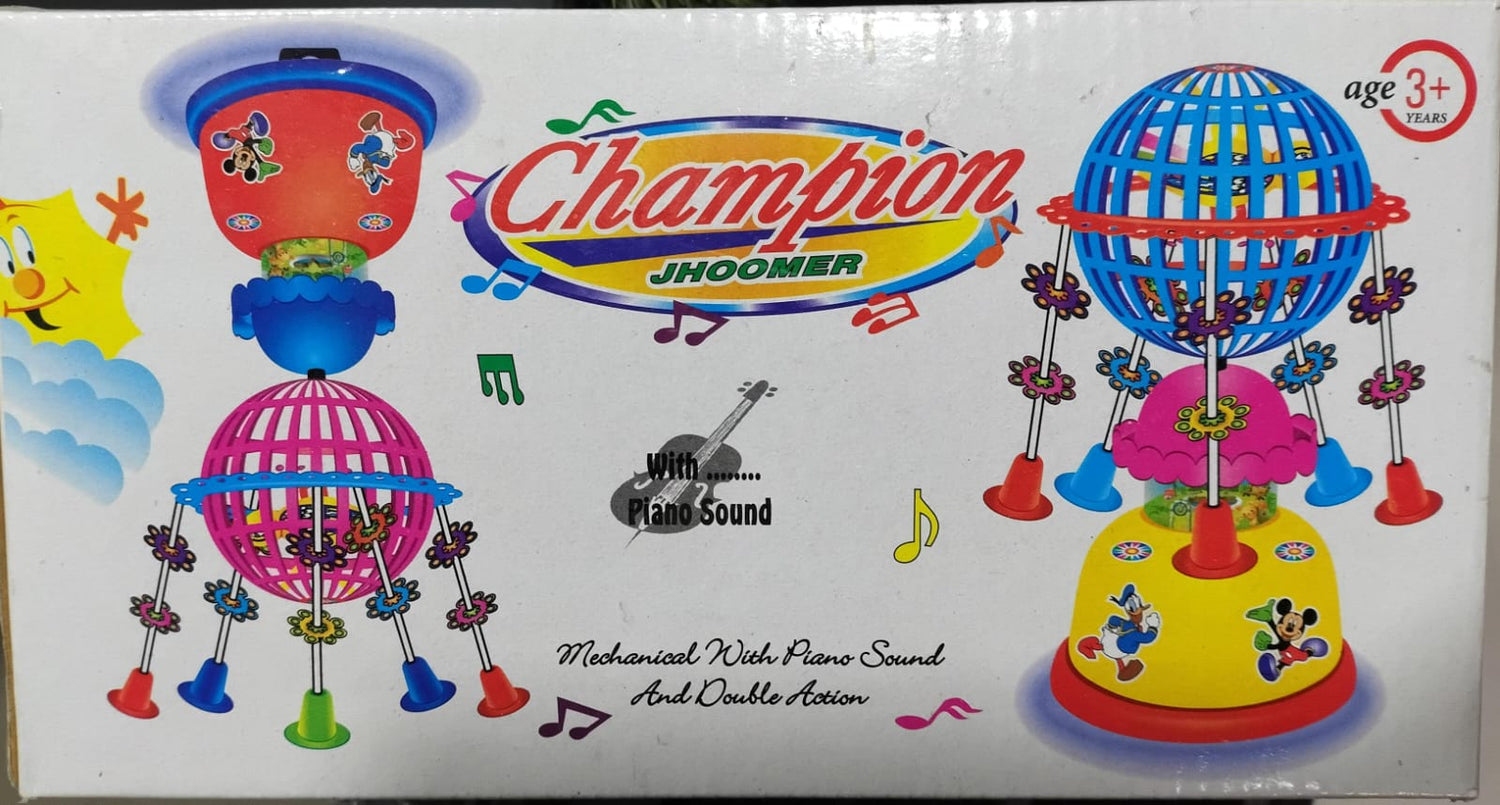 Champion
JHOOMER
age 3+
YEARS
With ........
Piano Sound
Mechanical With Piano Sound
And Double Action